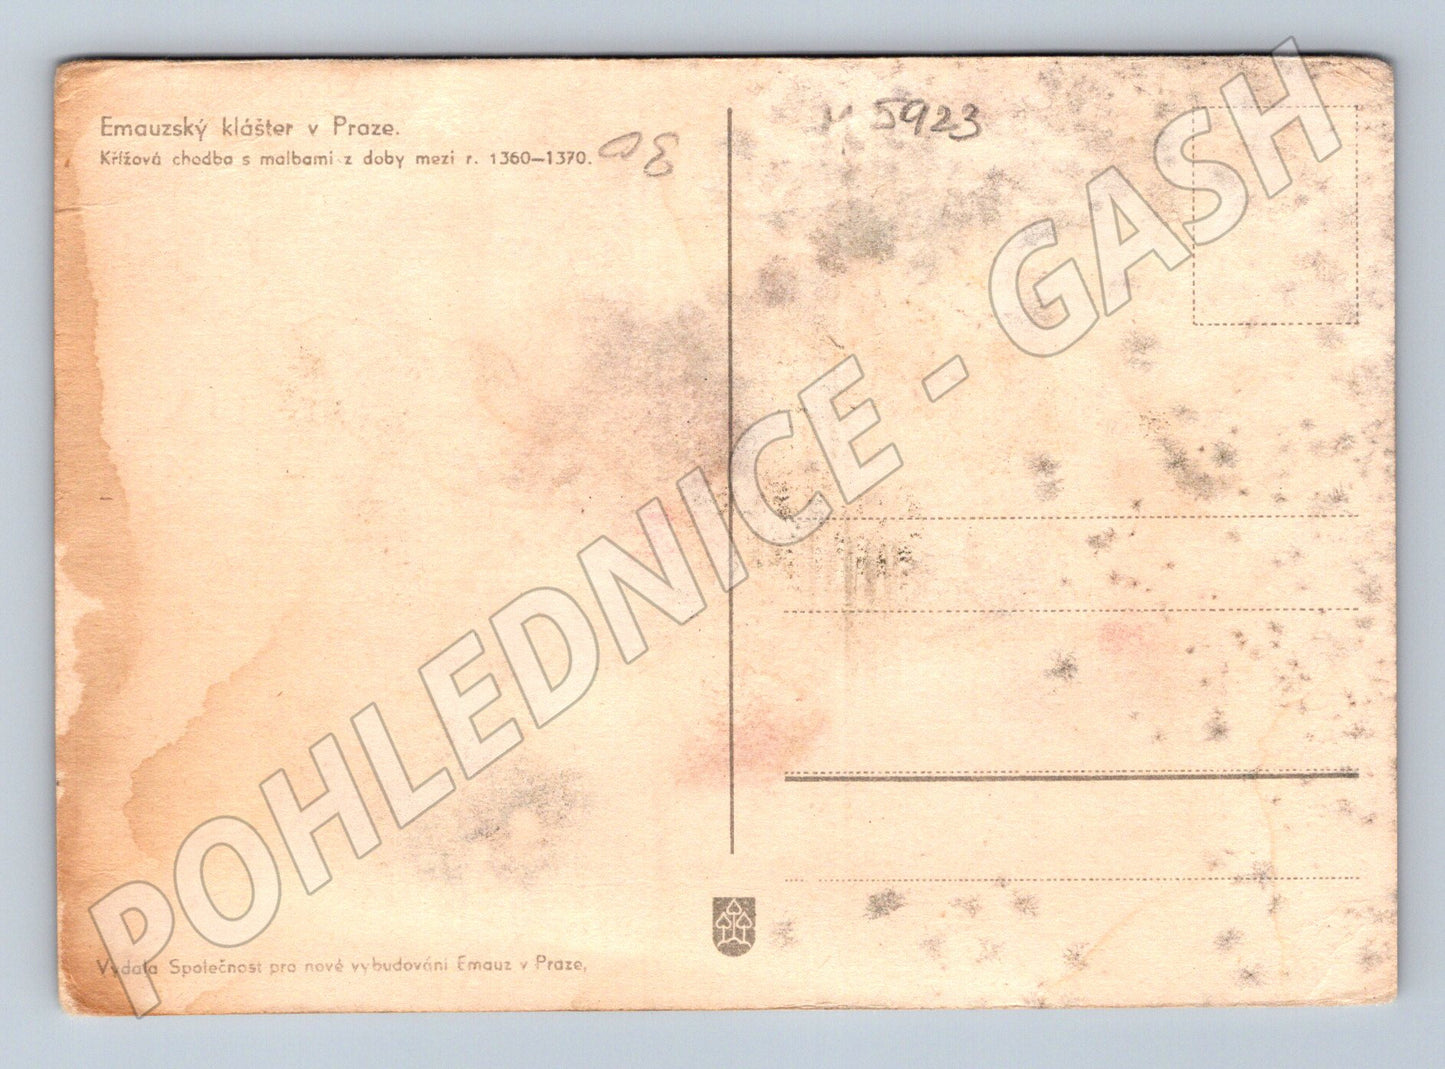 Emauzský klášter v Praze.
Křížová chodba s malbami z doby mezi r. 1360–1370.
5923
Vydala Společnost pro nové vybudování Emauz v Praze.
POHLEDNICE - GASH